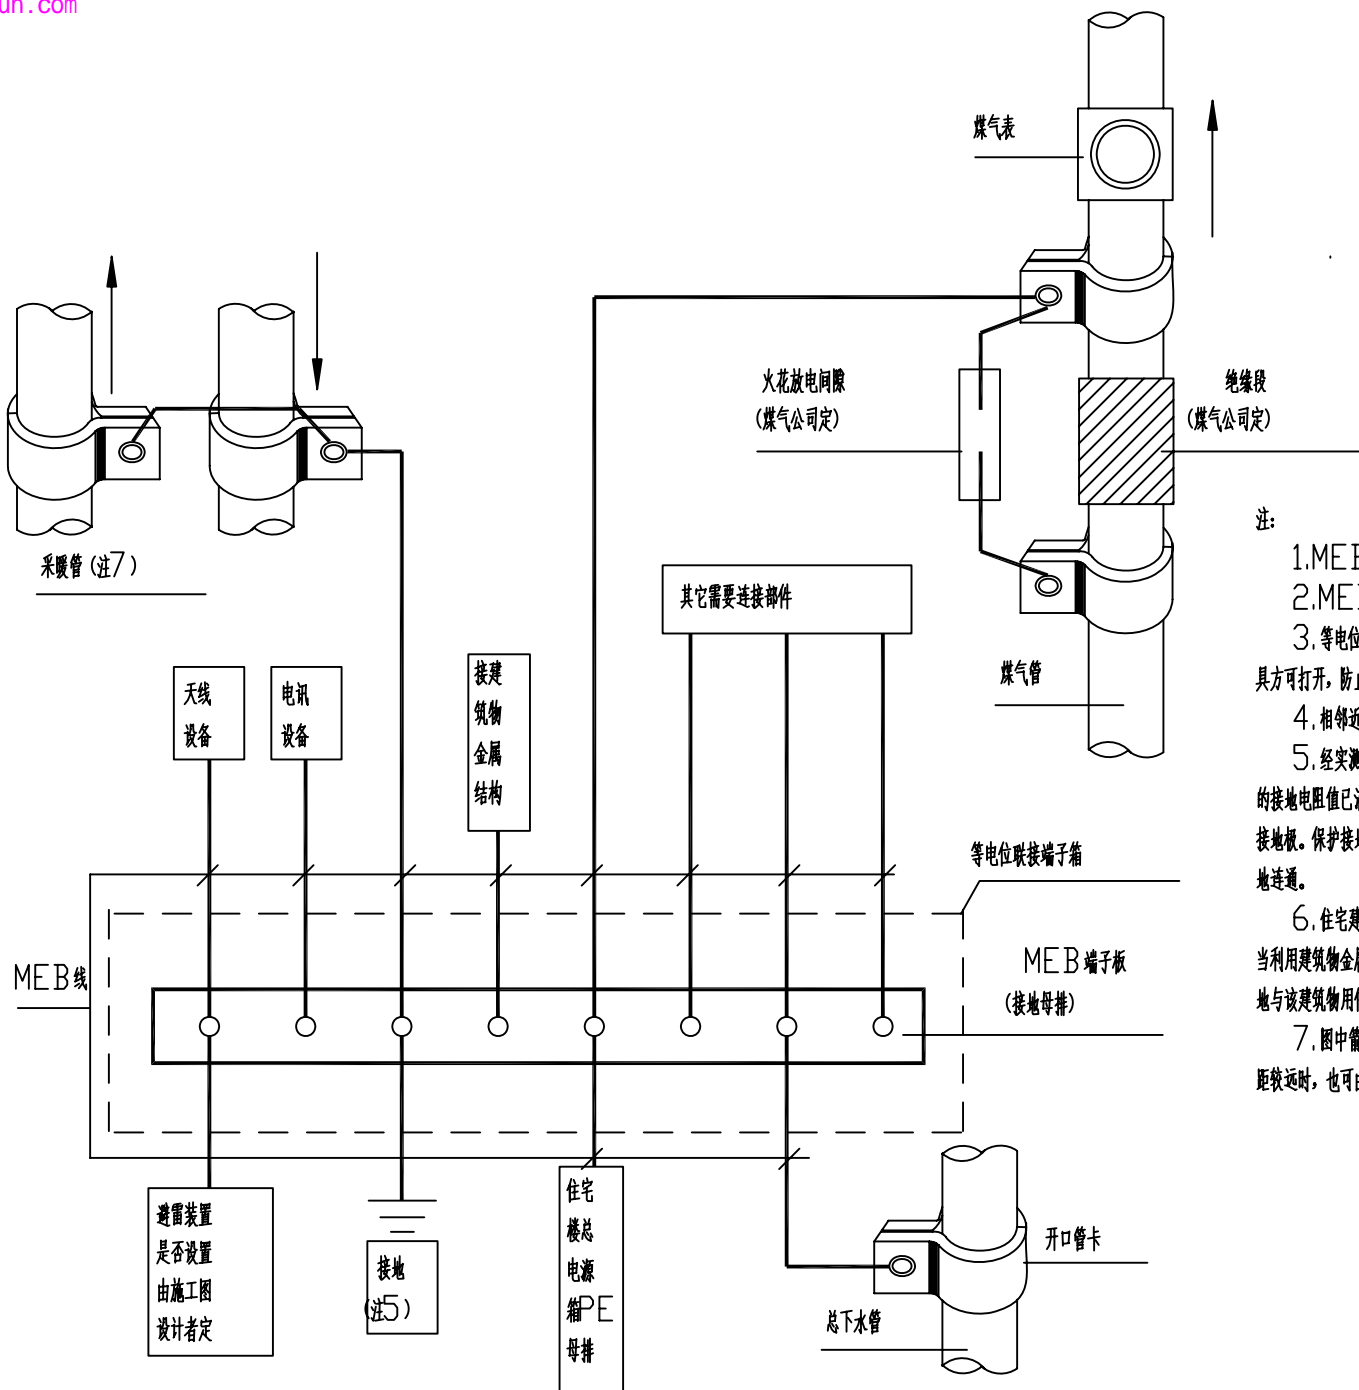 un.com
煤气表
火花放电间隙
(煤气公司定)
绝缘段
(煤气公司定)
采暖管(注7)
其它需要连接部件
煤气管
天线
设备
电讯
设备
接建
筑物
金属
结构
等电位联接端子箱
MEB线
MEB端子板
(接地母排)
避雷装置
是否设置
由施工图
设计者定
接地
(注5)
住宅
楼总
电源
箱PE
母排
开口管卡
总下水管
注:
1.MEB
2.ME
3.等电位
具方可打开,防止
4.相邻近
5.经实测
的接地电阻值已
接地极。保护接地
地连通。
6.住宅建
当利用建筑物金属
地与该建筑物用
7.图中箭
距较远时,也可由